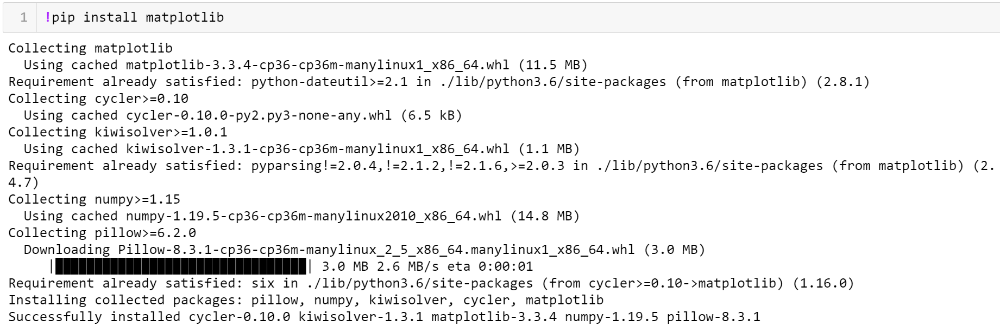 1 !pip install matplotlib
Collecting matplotlib
  Using cached matplotlib-3.3.4-cp36-cp36m-manylinux1_x86_64.whl (11.5 MB)
Requirement already satisfied: python-dateutil>=2.1 in ./lib/python3.6/site-packages (from matplotlib) (2.8.1)
Collecting cycler>=0.10
  Using cached cycler-0.10.0-py2.py3-none-any.whl (6.5 kB)
Collecting kiwisolver>=1.0.1
  Using cached kiwisolver-1.3.1-cp36-cp36m-manylinux1_x86_64.whl (1.1 MB)
Requirement already satisfied: pyparsing!=2.0.4,!=2.1.2,!=2.1.6,>=2.0.3 in ./lib/python3.6/site-packages (from matplotlib) (2.
4.7)
Collecting numpy>=1.15
  Using cached numpy-1.19.5-cp36-cp36m-manylinux2010_x86_64.whl (14.8 MB)
Collecting pillow>=6.2.0
  Downloading Pillow-8.3.1-cp36-cp36m-manylinux_2_5_x86_64.manylinux1_x86_64.whl (3.0 MB)
     |████████████████████████████████| 3.0 MB 2.6 MB/s eta 0:00:01
Requirement already satisfied: six in ./lib/python3.6/site-packages (from cycler>=0.10->matplotlib) (1.16.0)
Installing collected packages: pillow, numpy, kiwisolver, cycler, matplotlib
Successfully installed cycler-0.10.0 kiwisolver-1.3.1 matplotlib-3.3.4 numpy-1.19.5 pillow-8.3.1